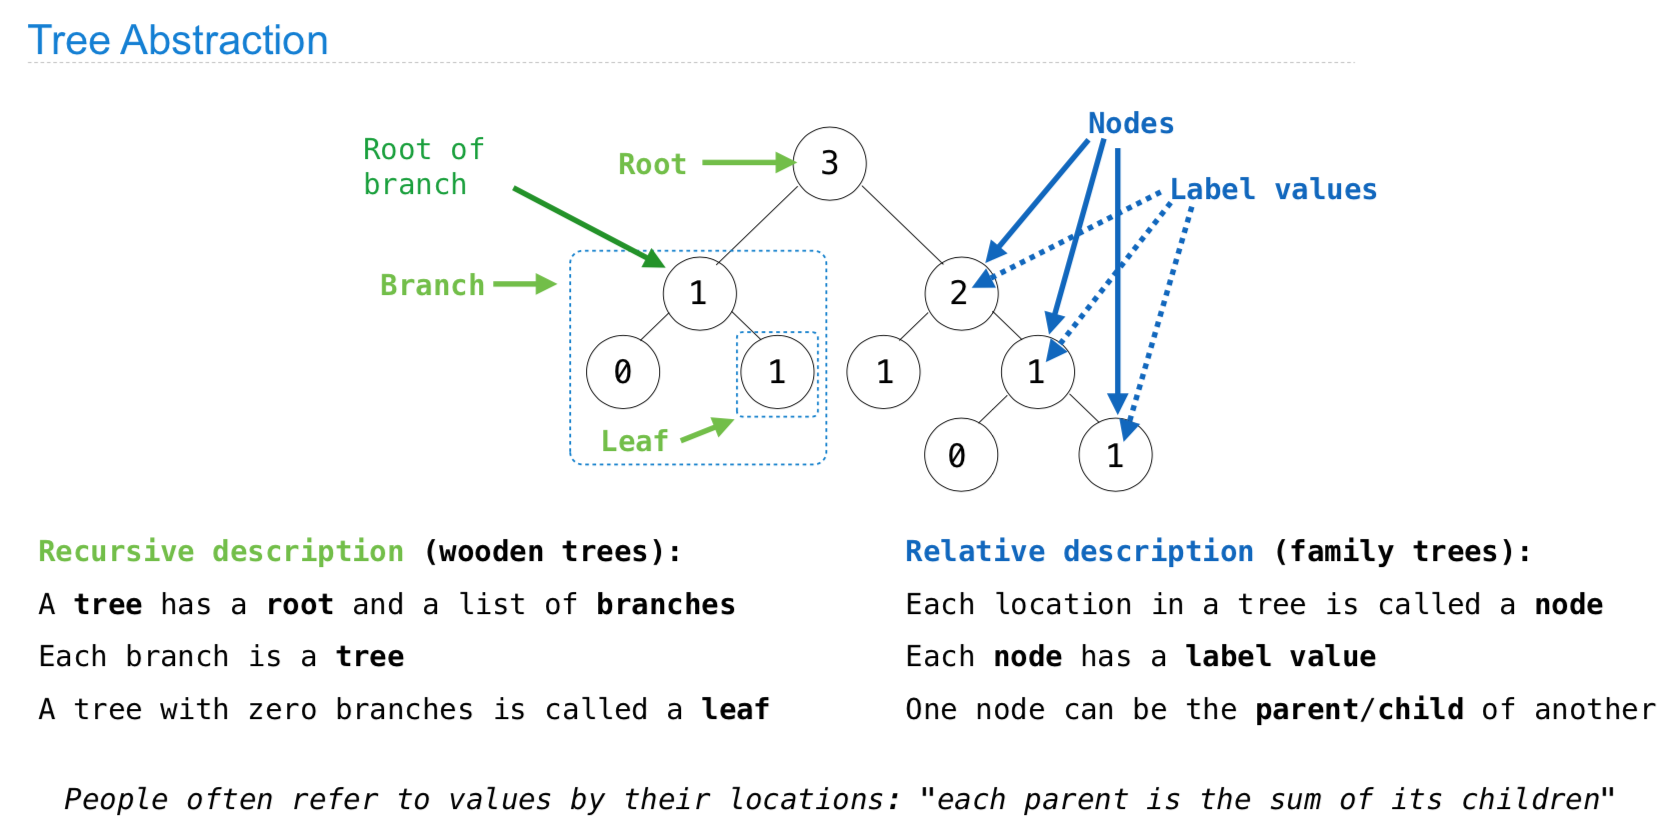 Tree Abstraction
Nodes
Root of
branch
Root
3
Label values
Branch
1
2
0
1
1
1
Leaf
0
1
Recursive description (wooden trees):
A tree has a root and a list of branches
Each branch is a tree
A tree with zero branches is called a leaf
Relative description (family trees):
Each location in a tree is called a node
Each node has a label value
One node can be the parent/child of another
People often refer to values by their locations: "each parent is the sum of its children"